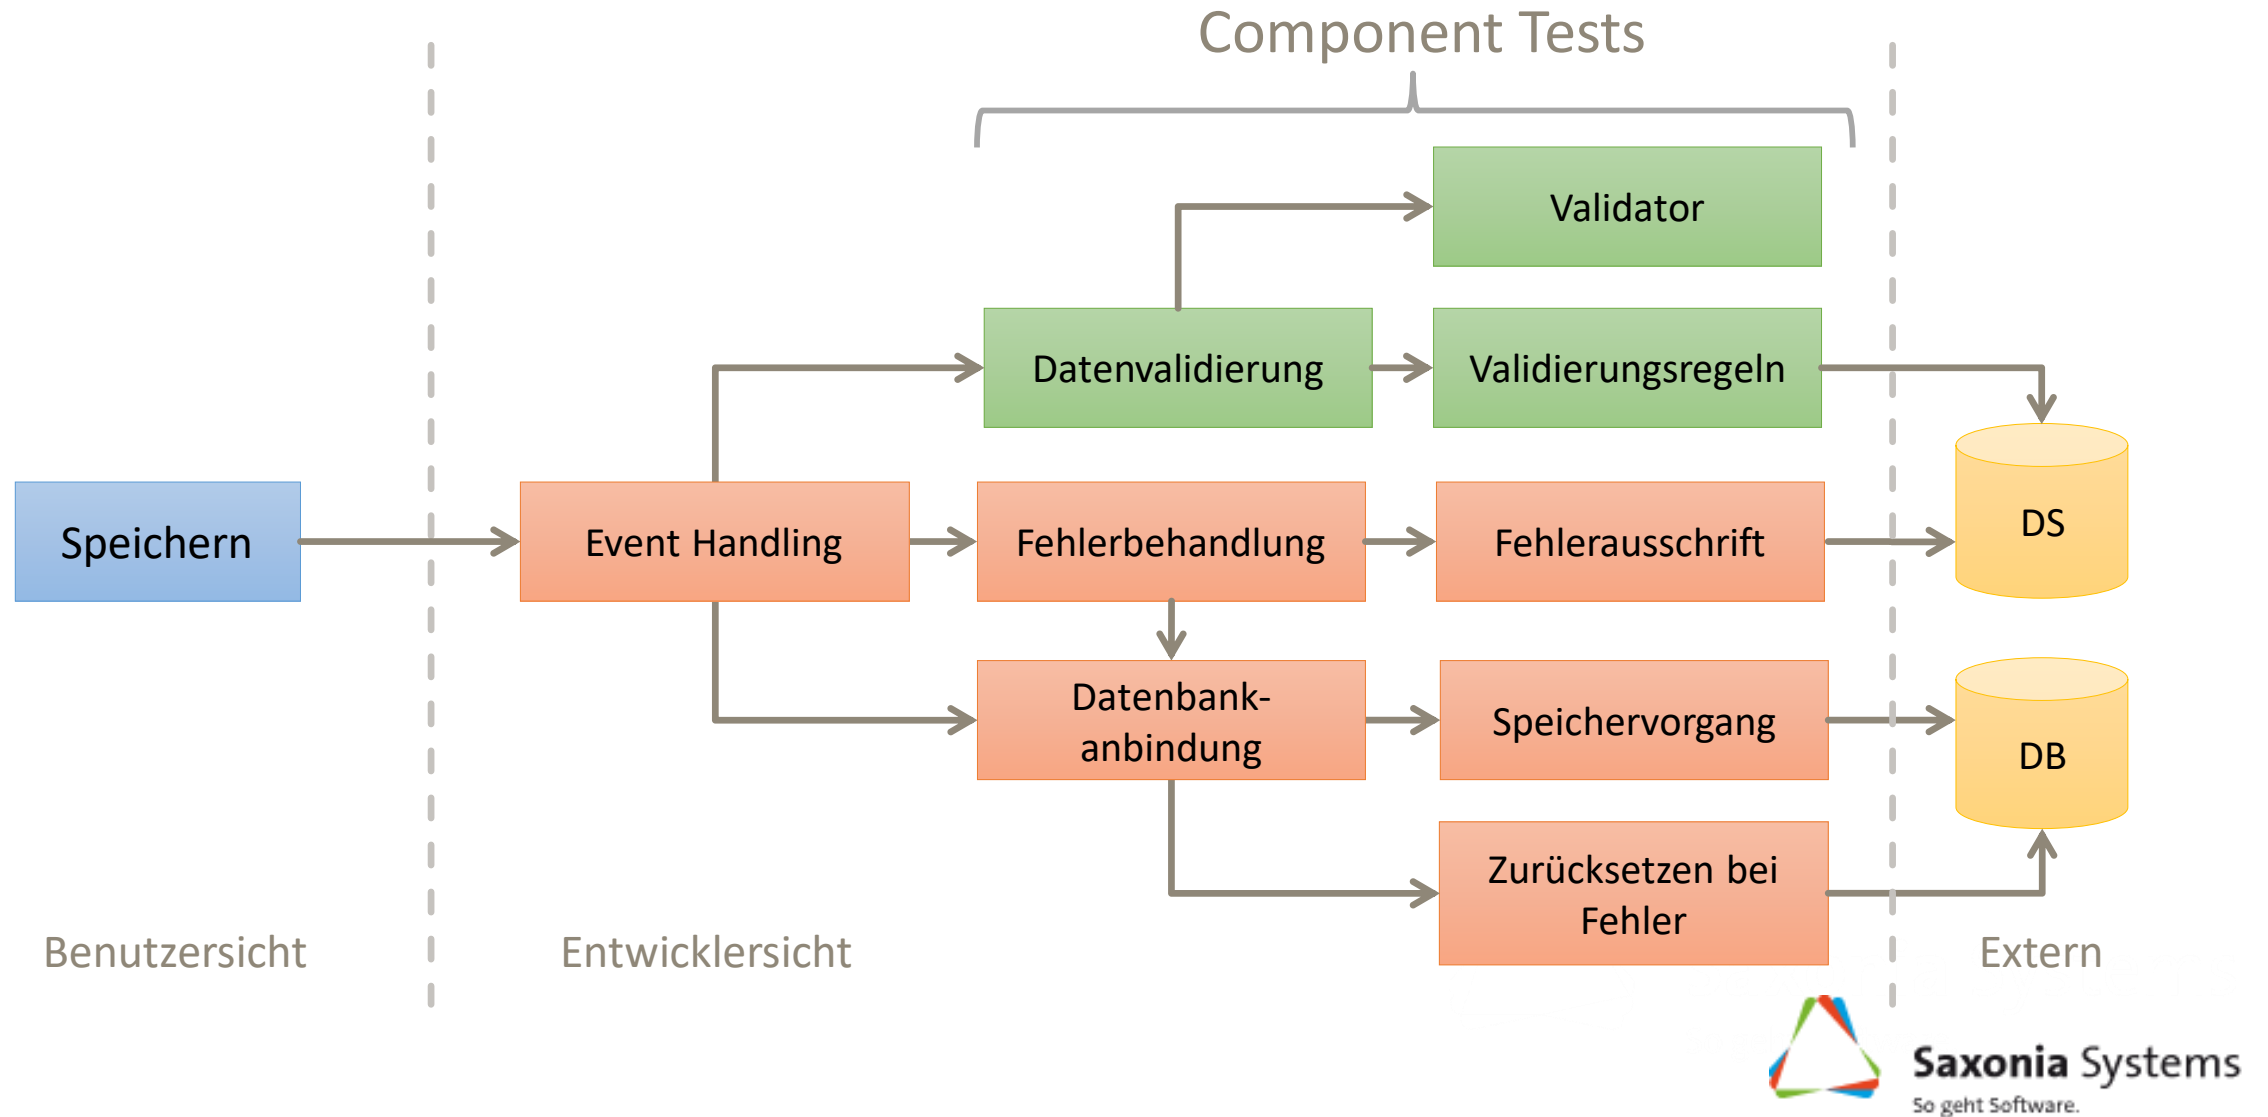 Component Tests
Validator
Datenvalidierung
Validierungsregeln
Speichern
Event Handling
Fehlerbehandlung
Fehlerausschrift
DS
Datenbank-
anbindung
Speichervorgang
DB
Zurücksetzen bei
Fehler
Benutzersicht
Entwicklersicht
Extern
Saxonia Systems
So geht Software.